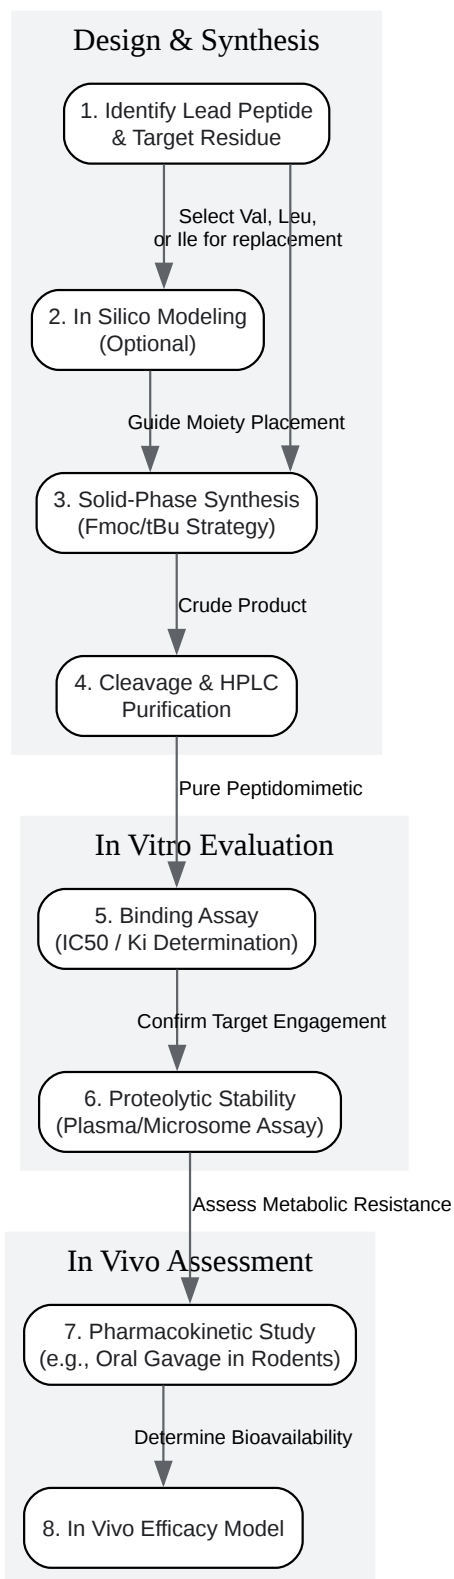 Design & Synthesis
1. Identify Lead Peptide
& Target Residue
Select Val, Leu,
or Ile for replacement
2. In Silico Modeling
(Optional)
Guide Moiety Placement
3. Solid-Phase Synthesis
(Fmoc/tBu Strategy)
Crude Product
4. Cleavage & HPLC
Purification
Pure Peptidomimetic
In Vitro Evaluation
5. Binding Assay
(IC50 / Ki Determination)
Confirm Target Engagement
6. Proteolytic Stability
(Plasma/Microsome Assay)
Assess Metabolic Resistance
In Vivo Assessment
7. Pharmacokinetic Study
(e.g., Oral Gavage in Rodents)
Determine Bioavailability
8. In Vivo Efficacy Model